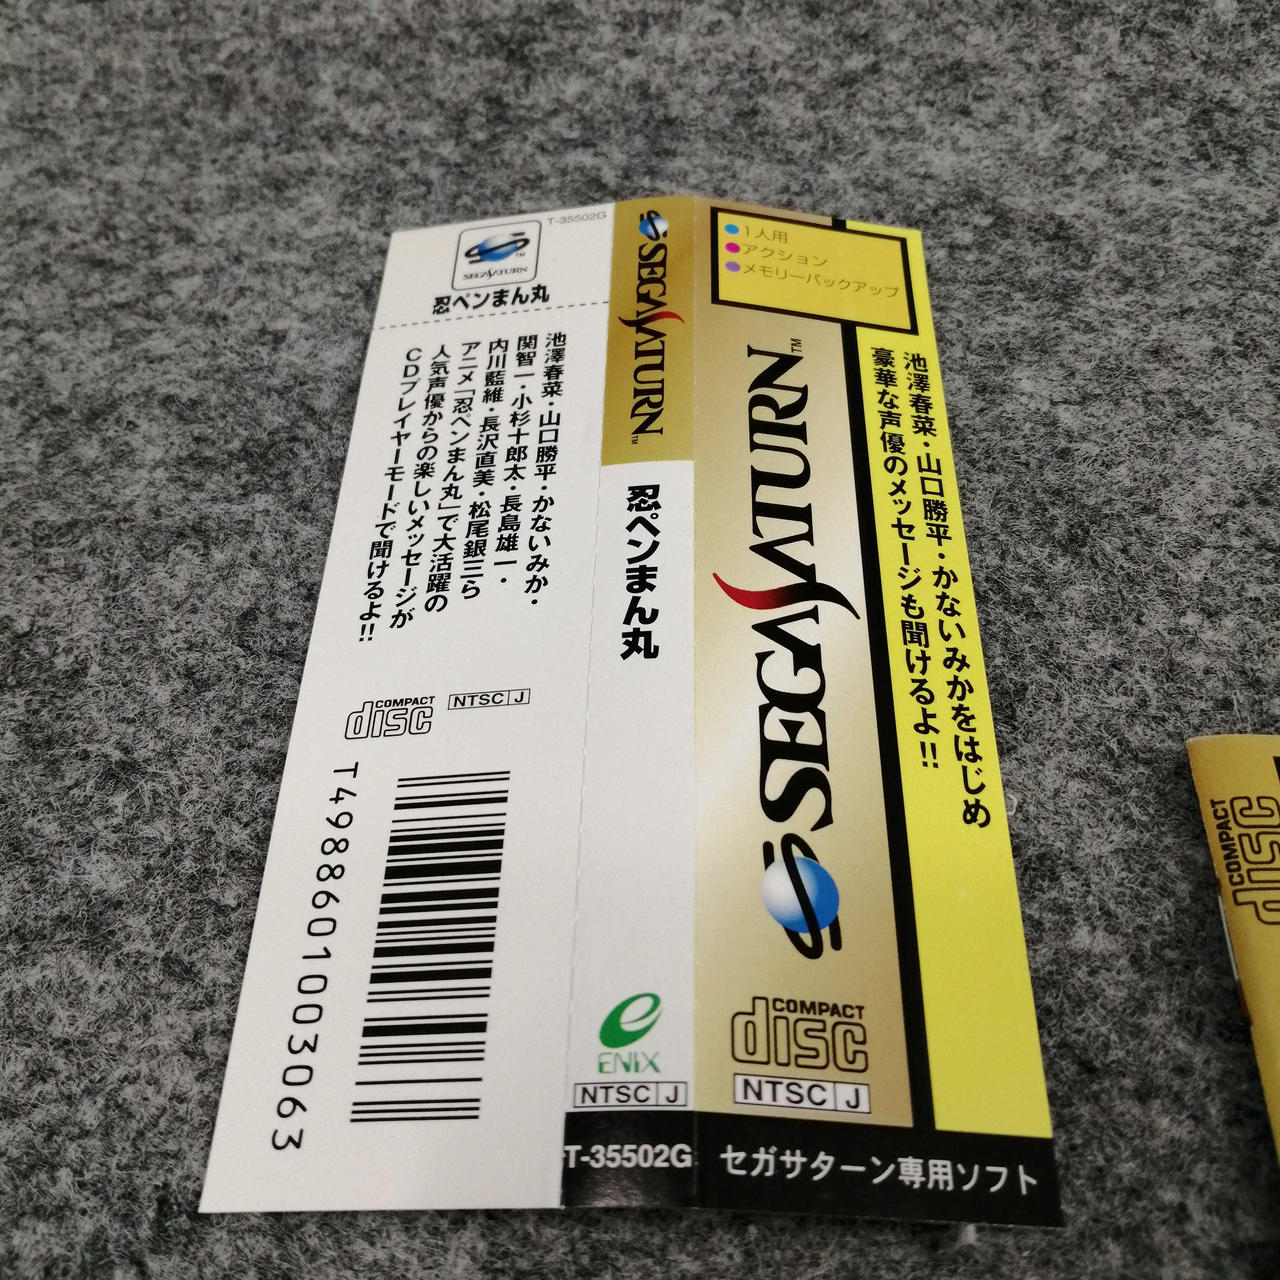 T-35502G
SEGA SATURN™
忍ペンまん丸
池澤春菜・山口勝平・かないみか・
関智一・小杉十郎太・長島雄一・
内川藍維・長沢直美・松尾銀三ら
アニメ「忍ペンまん丸」で大活躍の
人気声優からの楽しいメッセージが
CDプレイヤーモードで聞けるよ!!
COMPACT disc
NTSC J
T4988601003063
SEGA SATURN™
忍ペンまん丸
ENIX
NTSC J
T-35502G
1人用
アクション
メモリーバックアップ
SEGA SATURN™
池澤春菜・山口勝平・かないみかをはじめ
豪華な声優のメッセージも聞けるよ!!
COMPACT disc
NTSC J
セガサターン専用ソフト
COMPACT disc